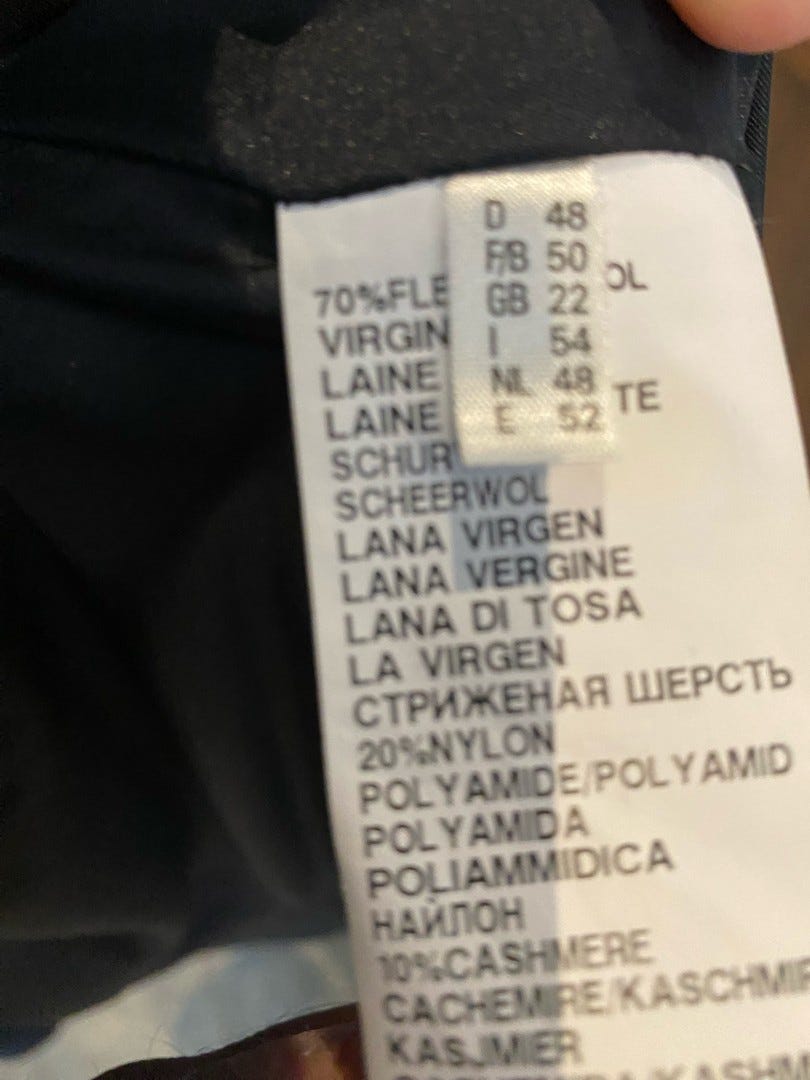 D 48
F/B 50
GB 22
I 54
NL 48
E 52
70%FLE OL
VIRGIN
LAINE
LAINE TE
SCHUR
SCHEERWOL
LANA VIRGEN
LANA VERGINE
LANA DI TOSA
LA VIRGEN
СТРИЖЕНАЯ ШЕРСТЬ
20%NYLON
POLYAMIDE/POLYAMID
POLYAMIDA
POLIAMMIDICA
НАЙЛОН
10%CASHMERE
CACHEMIRE/KASCHMIR
KASJMIER